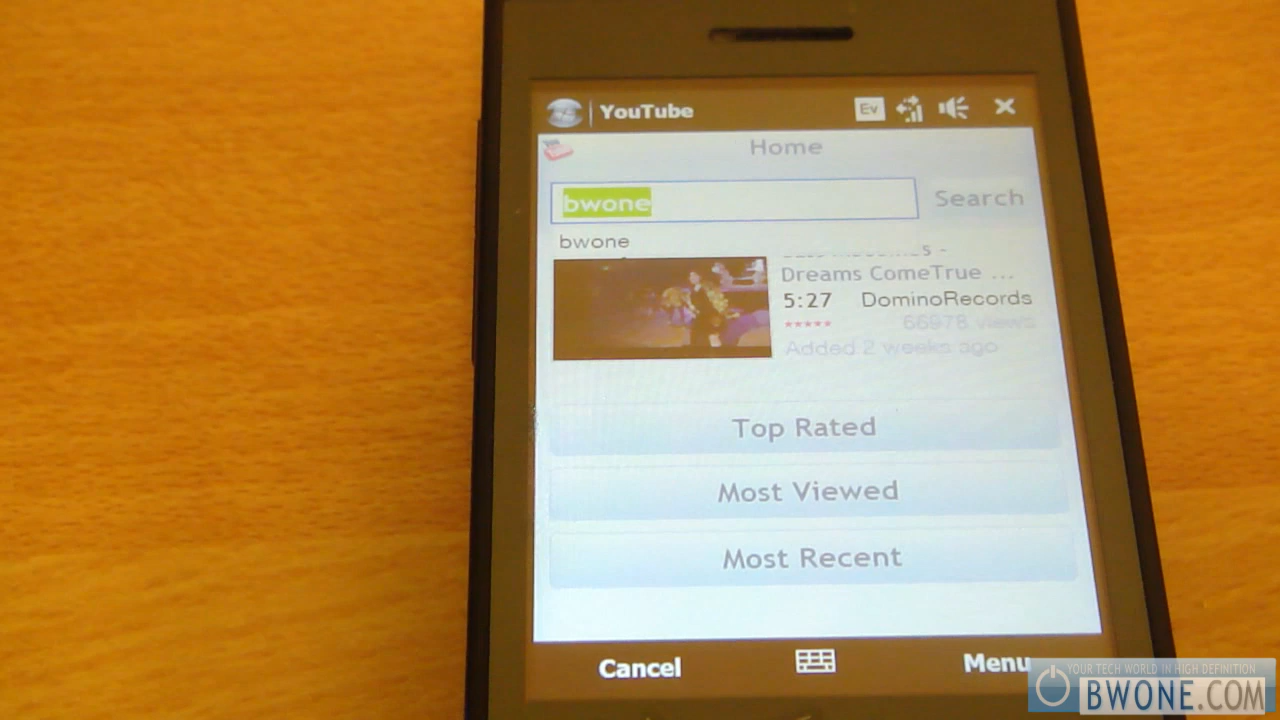 YouTube
Ev
Home
bwone
Search
bwone
Dreams ComeTrue ...
5:27 DominoRecords
66978 views
Added 2 weeks ago
Top Rated
Most Viewed
Most Recent
Cancel
Menu
YOUR TECH WORLD IN HIGH DEFINITION
BWONE.COM